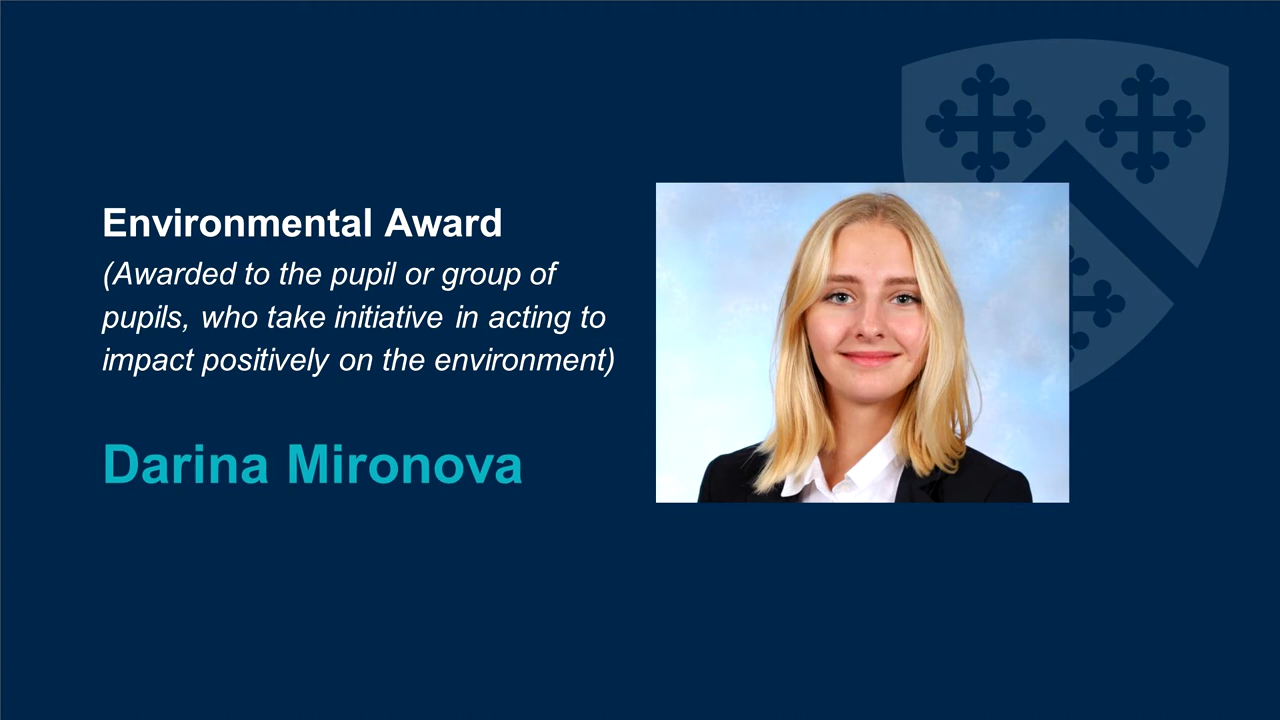 Environmental Award
(Awarded to the pupil or group of
pupils, who take initiative in acting to
impact positively on the environment)
Darina Mironova